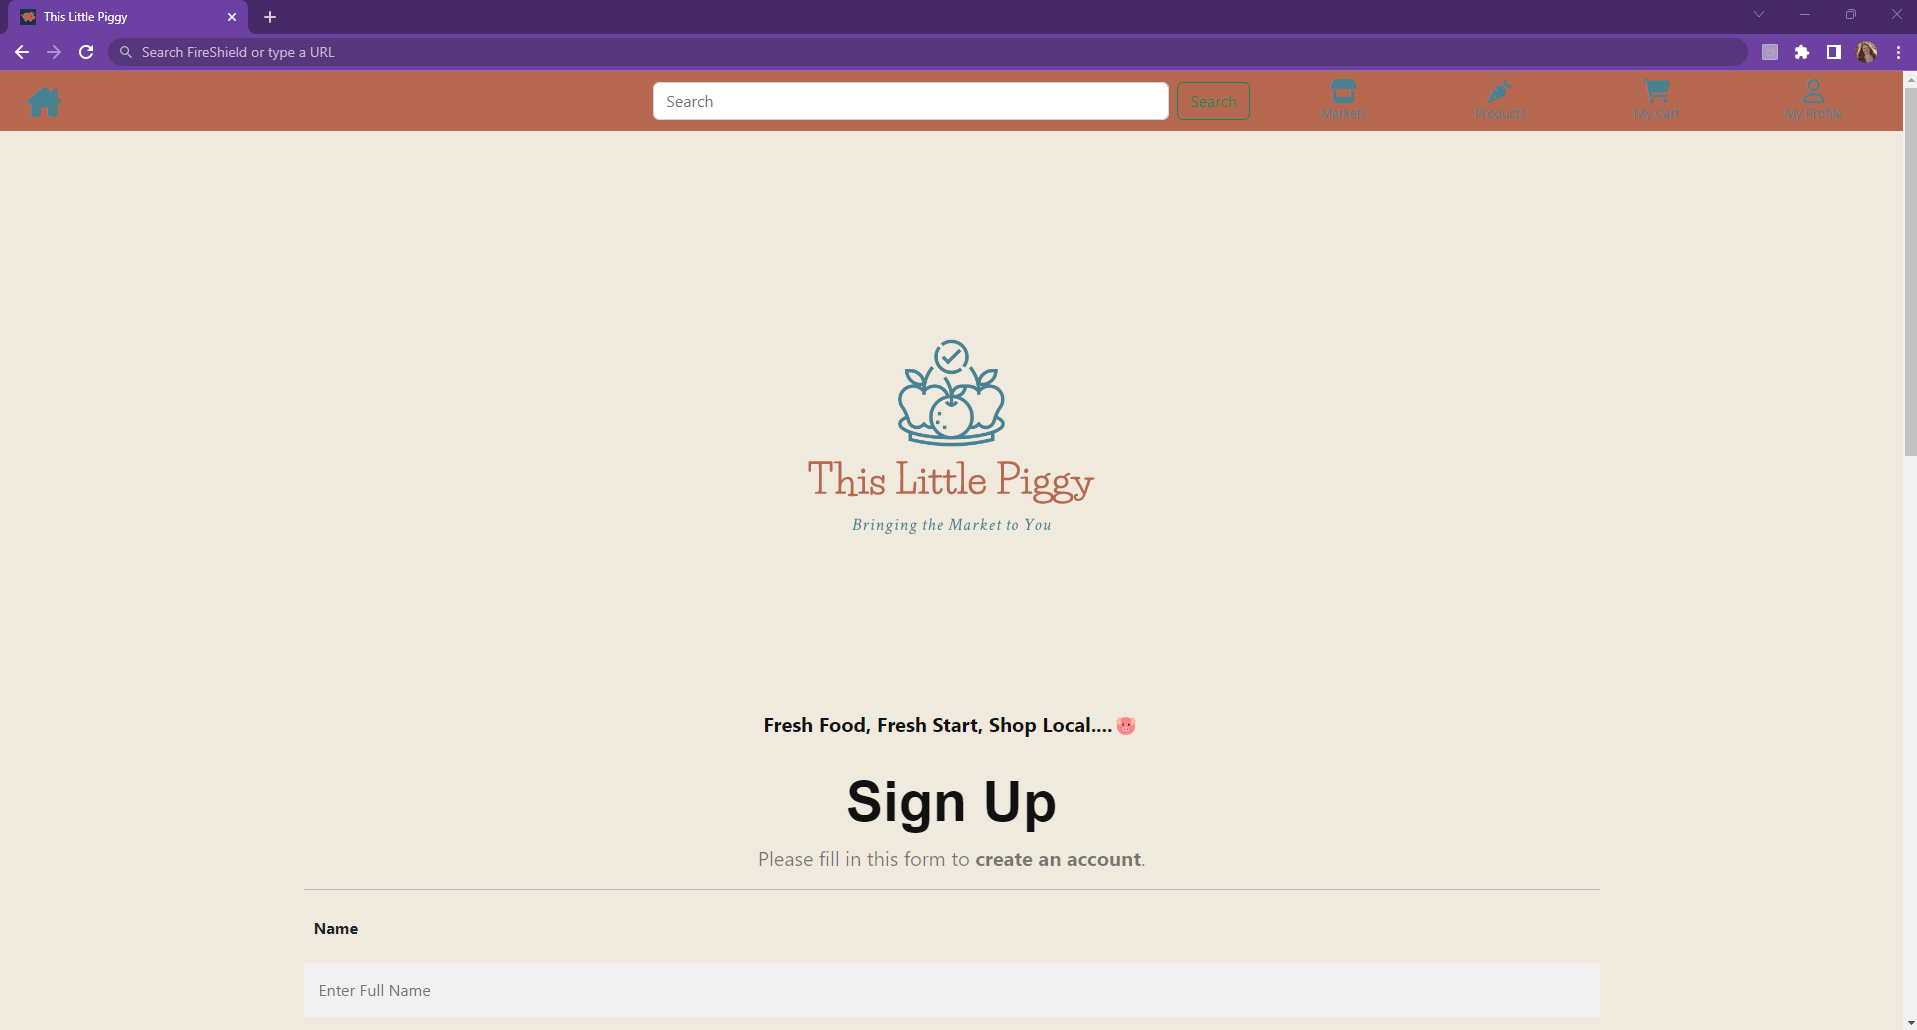 This Little Piggy
Search FireShield or type a URL
Search
Search
Markets
Products
My Cart
My Profile
This Little Piggy
Bringing the Market to You
Fresh Food, Fresh Start, Shop Local....
Sign Up
Please fill in this form to create an account.
Name
Enter Full Name